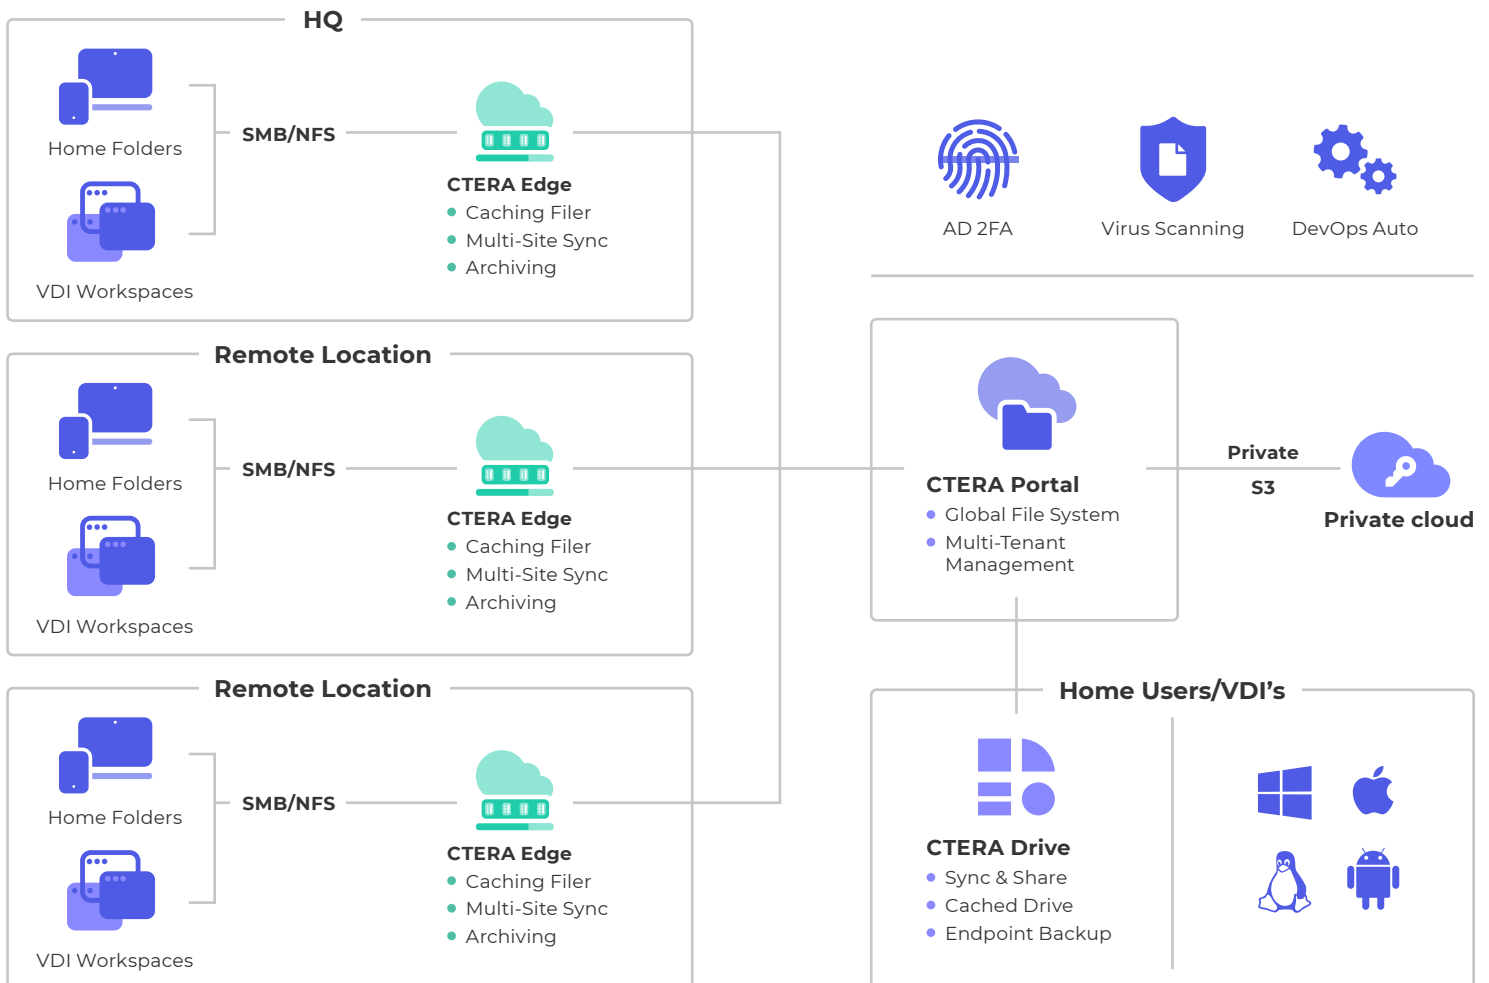 HQ
Home Folders
SMB/NFS
VDI Workspaces
CTERA Edge
Caching Filer
Multi-Site Sync
Archiving
Remote Location
Home Folders
SMB/NFS
VDI Workspaces
CTERA Edge
Caching Filer
Multi-Site Sync
Archiving
Remote Location
Home Folders
SMB/NFS
VDI Workspaces
CTERA Edge
Caching Filer
Multi-Site Sync
Archiving
AD 2FA
Virus Scanning
DevOps Auto
CTERA Portal
Global File System
Multi-Tenant
Management
Private
S3
Private cloud
Home Users/VDI’s
CTERA Drive
Sync & Share
Cached Drive
Endpoint Backup